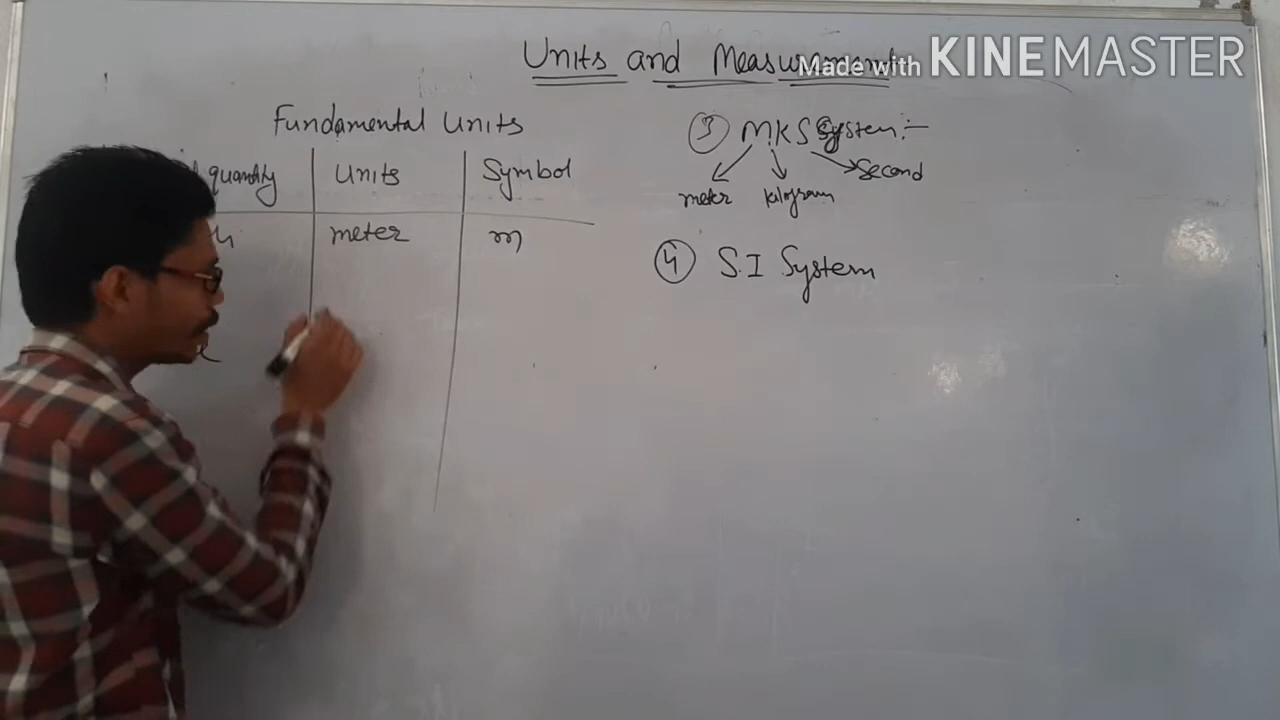 Units and Measurement
Made with KINEMASTER
Fundamental Units
quantity Units Symbol
meter m
③ MKS System :-
meter kilogram Second
④ S.I System